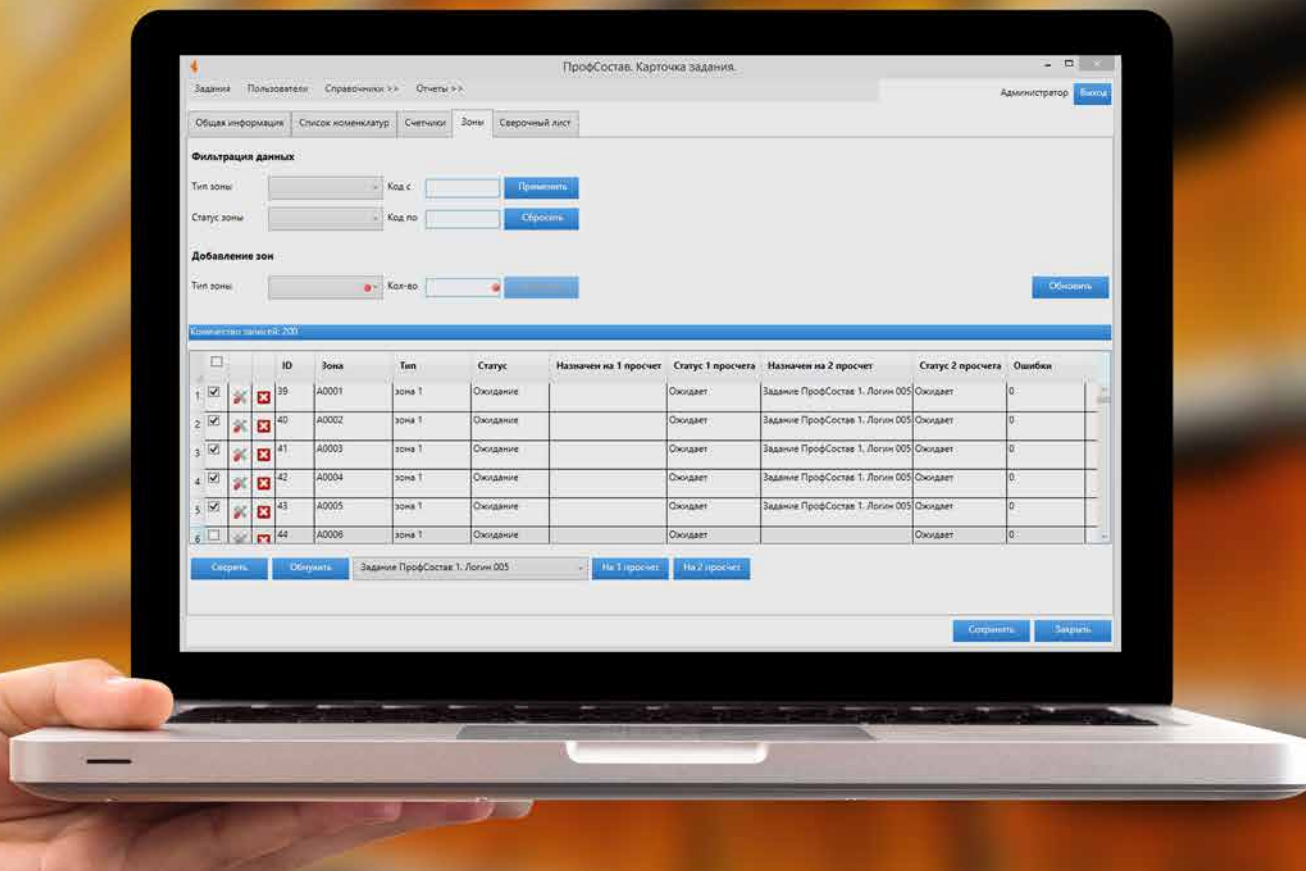 ПрофСостав. Карточка задания.
Задания Пользователи Справочники >> Отчеты >>
Администратор Выход
Общая информация Список номенклатур Счетчики Зоны Сверочный лист
Фильтрация данных
Тип зоны Код с Применить
Статус зоны Код по Сбросить
Добавление зон
Тип зоны Кол-во Обновить
Количество записей: 200
ID Зона Тип Статус Назначен на 1 просчет Статус 1 просчета Назначен на 2 просчет Статус 2 просчета Ошибки
1 39 A0001 зона 1 Ожидание Ожидает Задание ПрофСостав 1. Логин 005 Ожидает 0
2 40 A0002 зона 1 Ожидание Ожидает Задание ПрофСостав 1. Логин 005 Ожидает 0
3 41 A0003 зона 1 Ожидание Ожидает Задание ПрофСостав 1. Логин 005 Ожидает 0
4 42 A0004 зона 1 Ожидание Ожидает Задание ПрофСостав 1. Логин 005 Ожидает 0
5 43 A0005 зона 1 Ожидание Ожидает Задание ПрофСостав 1. Логин 005 Ожидает 0
6 44 A0006 зона 1 Ожидание Ожидает Ожидает 0
Сверить Обнулить Задание ПрофСостав 1. Логин 005 На 1 просчет На 2 просчет
Сохранить Закрыть